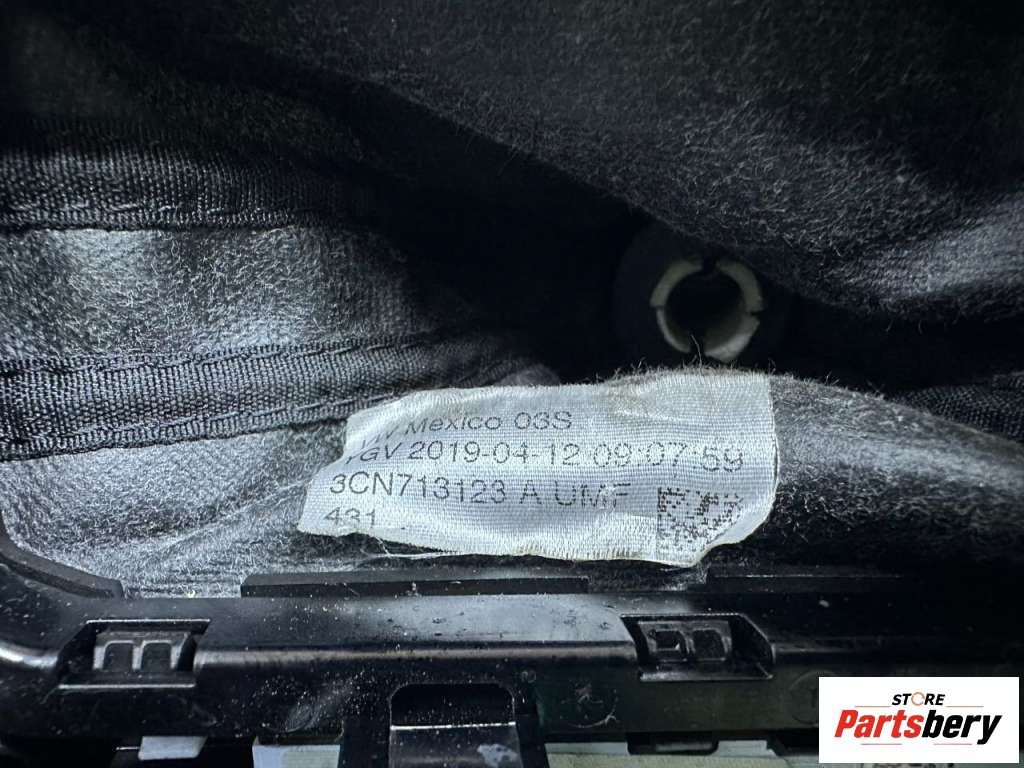 Mexico 03S
2019-04-12 09:07:59
3CN713123 A UMF
431
STORE
Partsbery